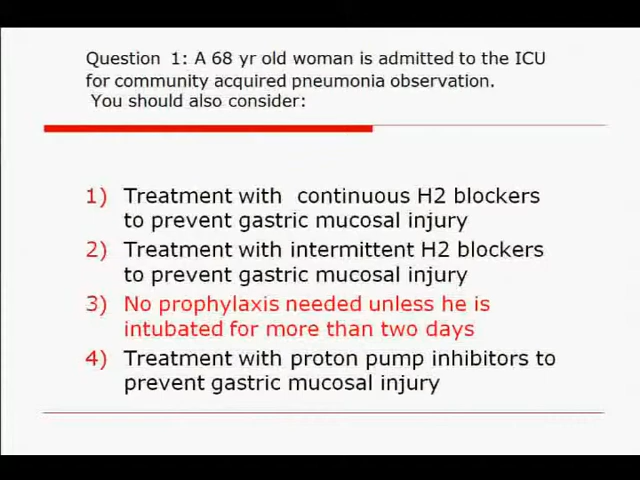 Question 1: A 68 yr old woman is admitted to the ICU
for community acquired pneumonia observation.
You should also consider:
1) Treatment with continuous H2 blockers
to prevent gastric mucosal injury
2) Treatment with intermittent H2 blockers
to prevent gastric mucosal injury
3) No prophylaxis needed unless he is
intubated for more than two days
4) Treatment with proton pump inhibitors to
prevent gastric mucosal injury